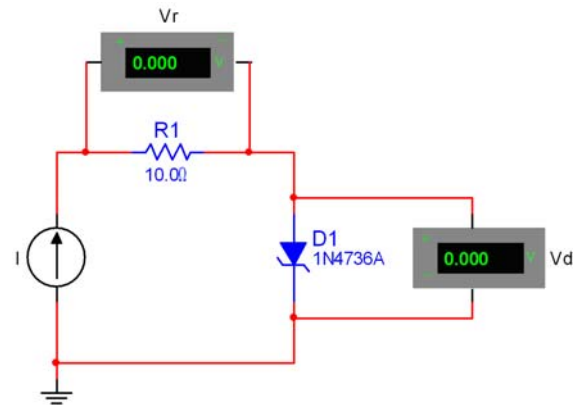 Vr
+ -
0.000 V
R1
10.0Ω
I
D1
1N4736A
+
0.000 V
-
Vd